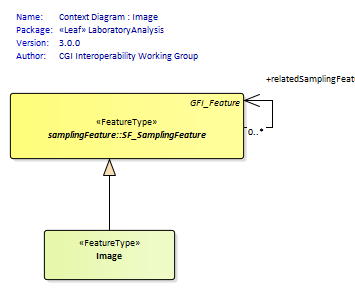 Name: Context Diagram : Image
Package: «Leaf» LaboratoryAnalysis
Version: 3.0.0
Author: CGI Interoperability Working Group
+relatedSamplingFeat
GFI_Feature
«FeatureType»
samplingFeature::SF_SamplingFeature
0..*
«FeatureType»
Image